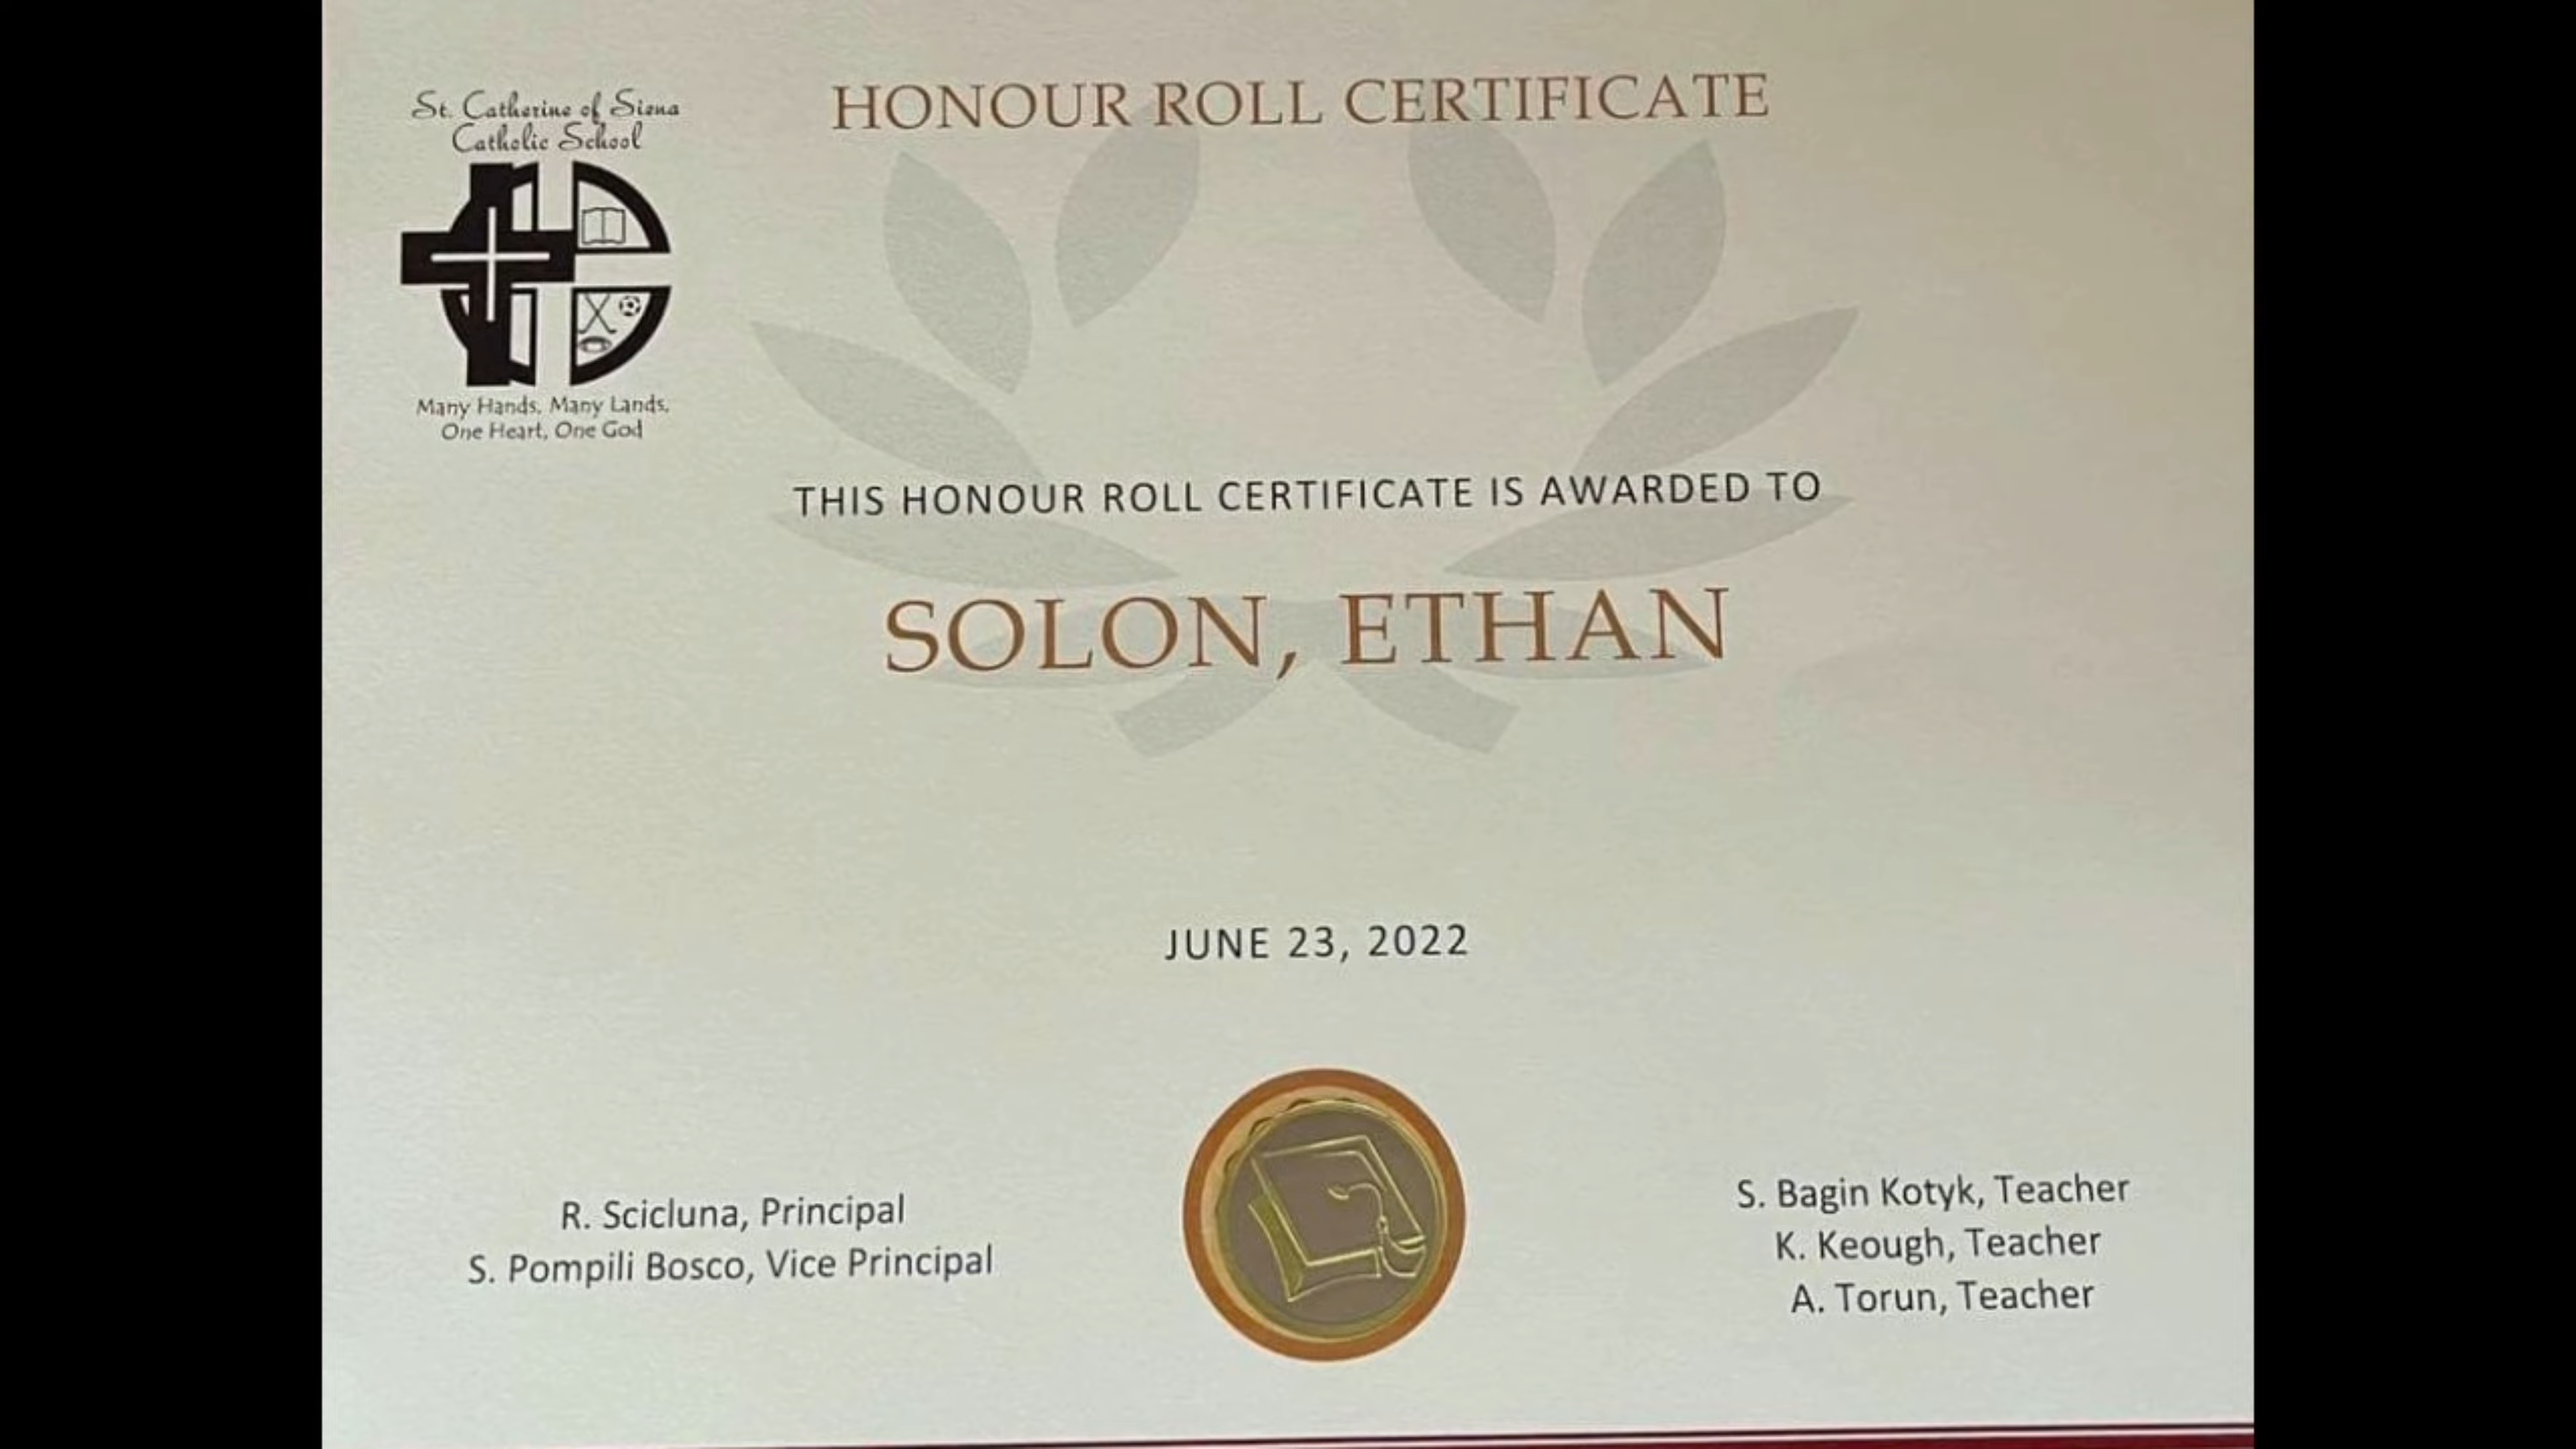 St. Catherine of Siena
Catholic School
Many Hands, Many Lands,
One Heart, One God
HONOUR ROLL CERTIFICATE
THIS HONOUR ROLL CERTIFICATE IS AWARDED TO
SOLON, ETHAN
JUNE 23, 2022
R. Scicluna, Principal
S. Pompili Bosco, Vice Principal
S. Bagin Kotyk, Teacher
K. Keough, Teacher
A. Torun, Teacher